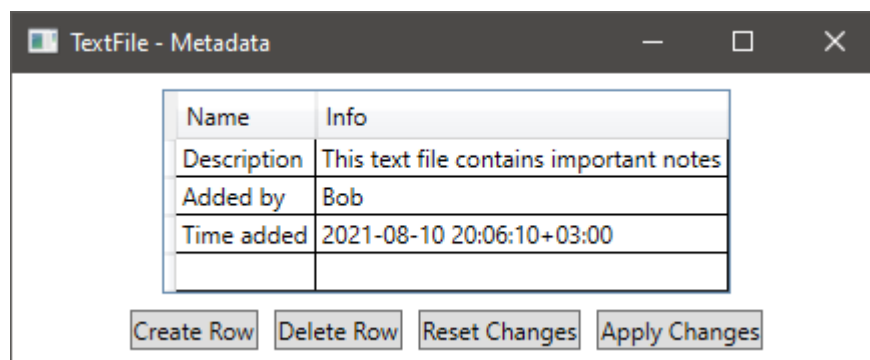 TextFile - Metadata
Name Info
Description This text file contains important notes
Added by Bob
Time added 2021-08-10 20:06:10+03:00
Create Row Delete Row Reset Changes Apply Changes